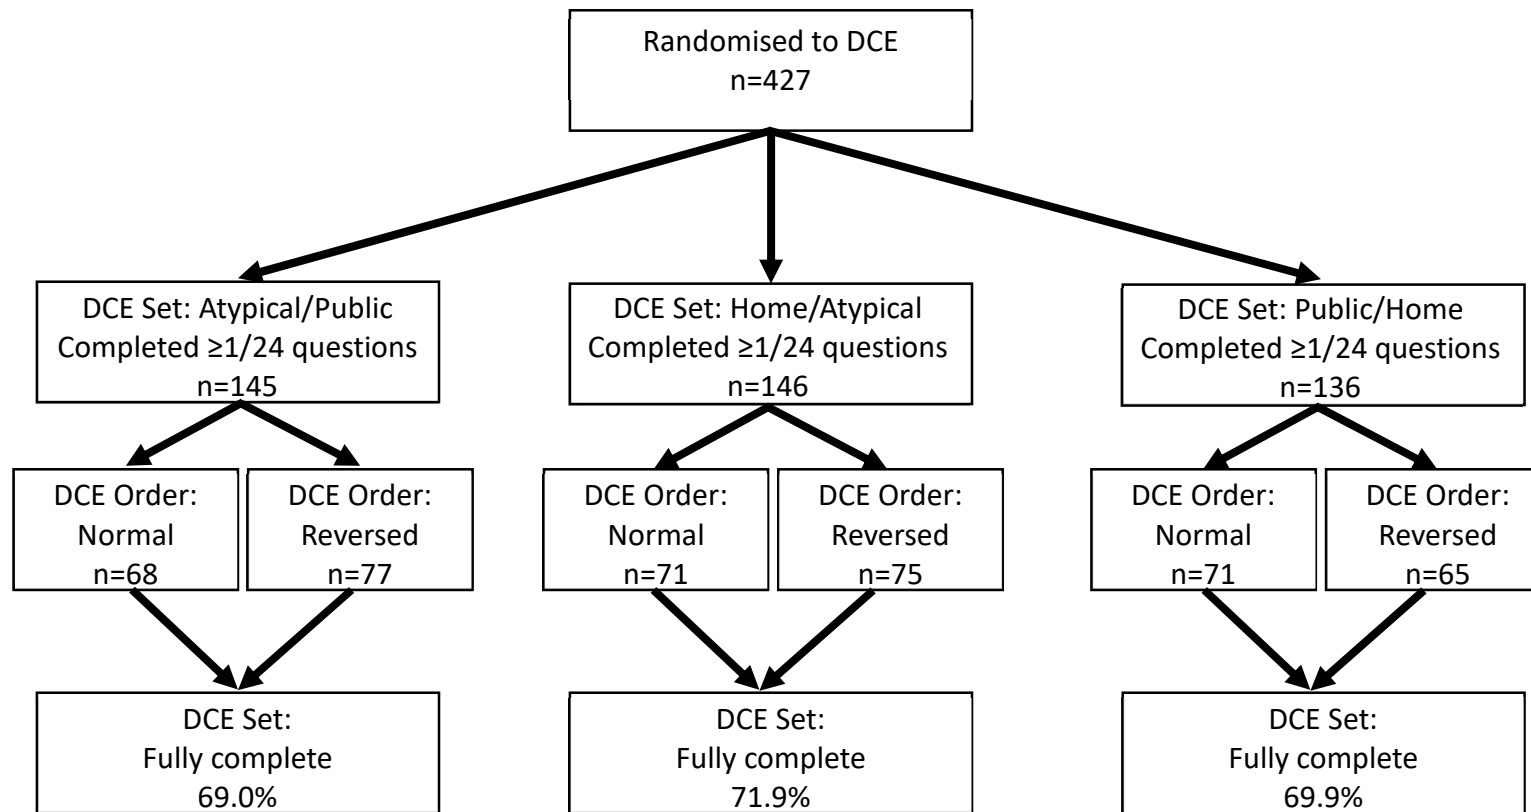 Randomised to DCE
n=427
DCE Set: Atypical/Public
Completed ≥1/24 questions
n=145
DCE Set: Home/Atypical
Completed ≥1/24 questions
n=146
DCE Set: Public/Home
Completed ≥1/24 questions
n=136
DCE Order:
Normal
n=68
DCE Order:
Reversed
n=77
DCE Order:
Normal
n=71
DCE Order:
Reversed
n=75
DCE Order:
Normal
n=71
DCE Order:
Reversed
n=65
DCE Set:
Fully complete
69.0%
DCE Set:
Fully complete
71.9%
DCE Set:
Fully complete
69.9%